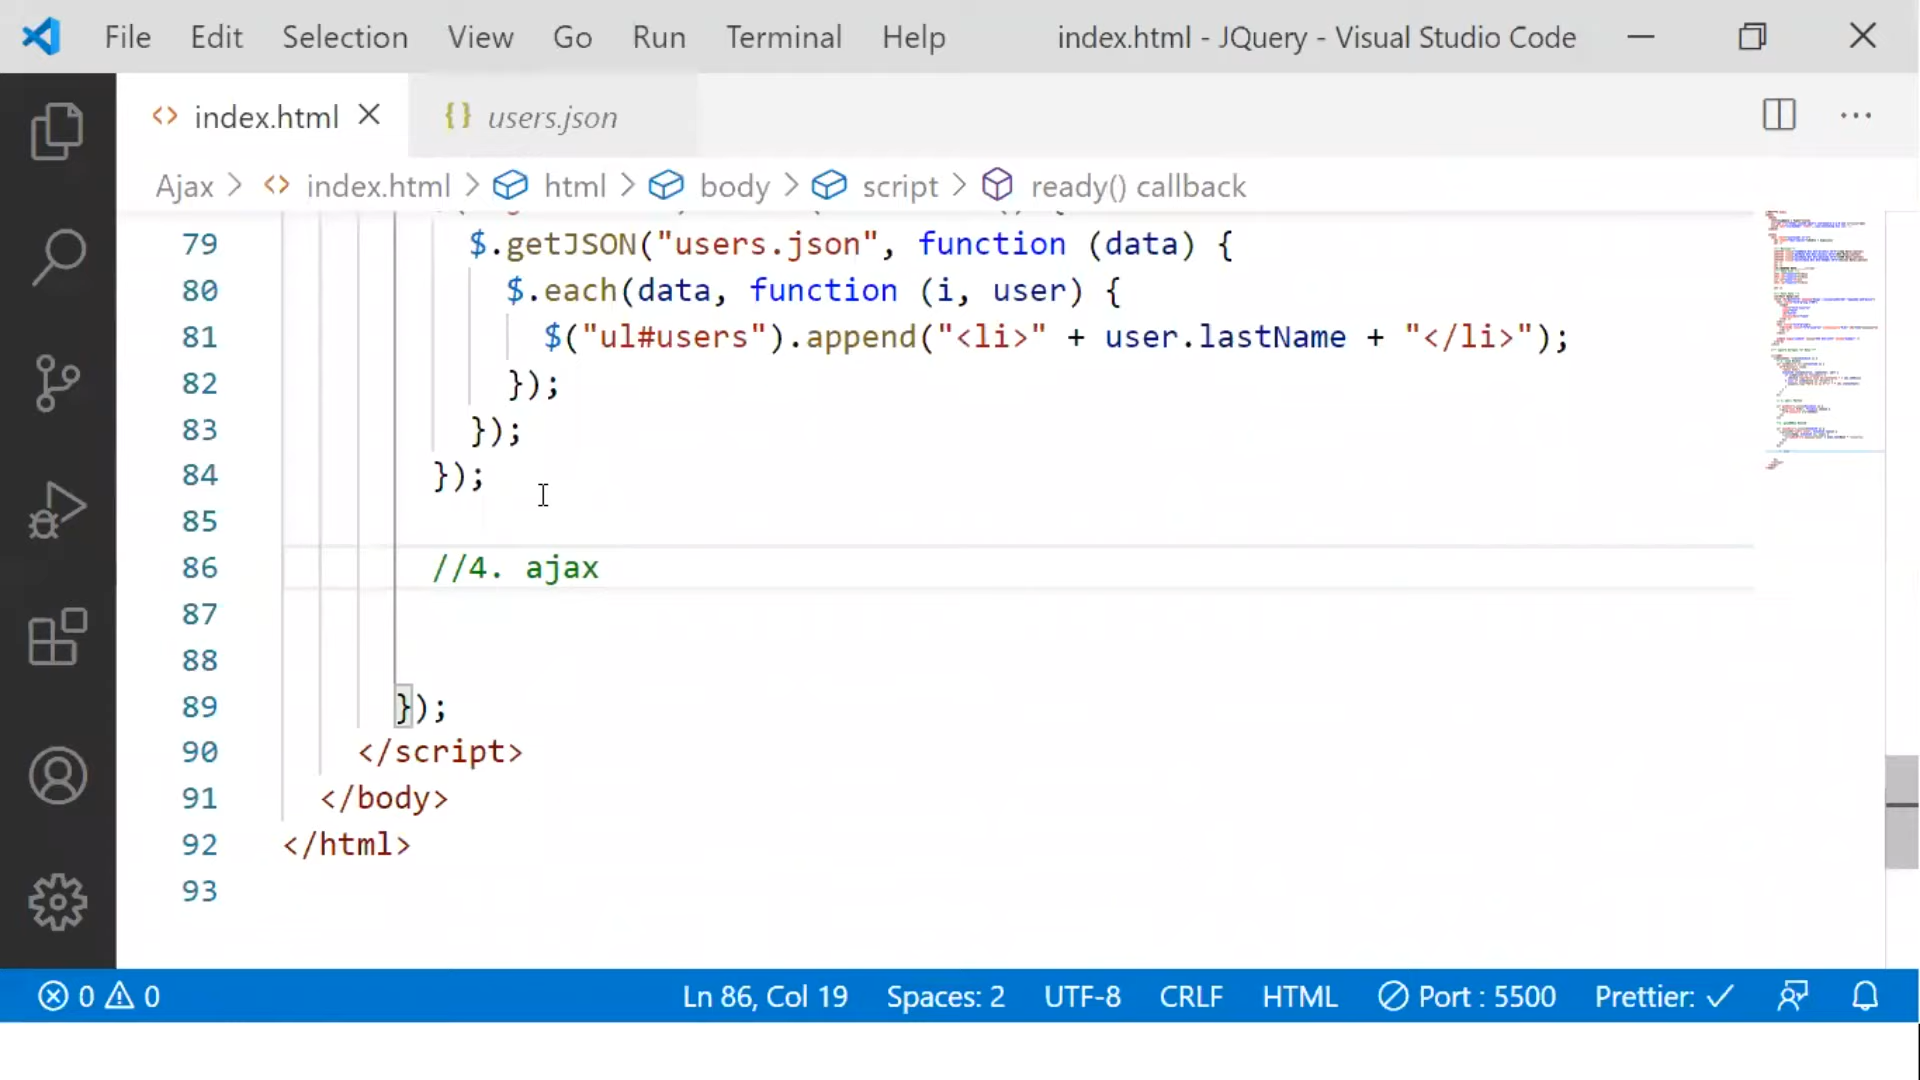 File Edit Selection View Go Run Terminal Help index.html - JQuery - Visual Studio Code
index.html users.json
Ajax > index.html > html > body > script > ready() callback
79 $.getJSON("users.json", function (data) {
80 $.each(data, function (i, user) {
81 $("ul#users").append("<li>" + user.lastName + "</li>");
82 });
83 });
84 });
85
86 //4. ajax
87
88
89 });
90 </script>
91 </body>
92 </html>
93
0 0 Ln 86, Col 19 Spaces: 2 UTF-8 CRLF HTML Port : 5500 Prettier: ✓